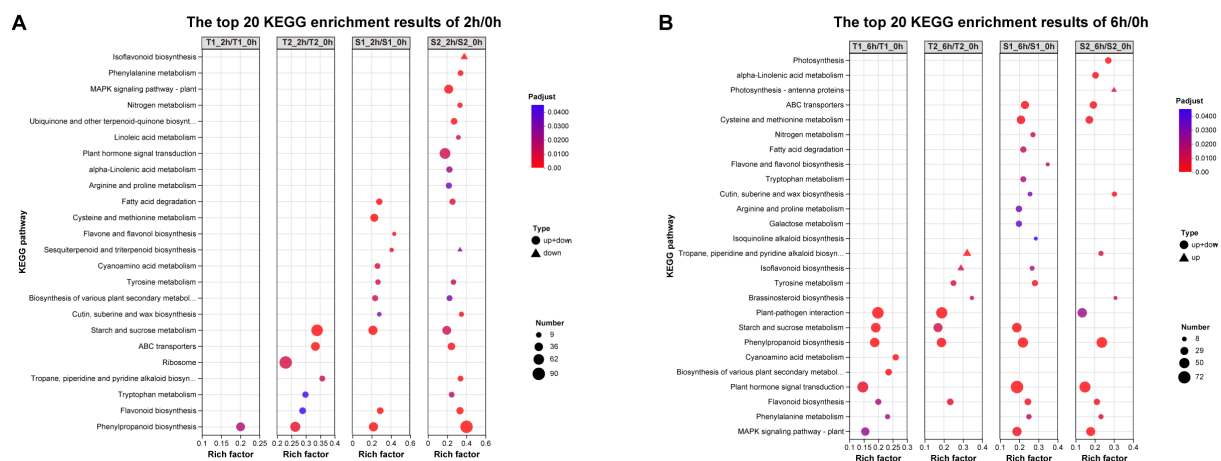 A
The top 20 KEGG enrichment results of 2h/0h
T1_2h/T1_0h T2_2h/T2_0h S1_2h/S1_0h S2_2h/S2_0h
Isoflavonoid biosynthesis
Phenylalanine metabolism
MAPK signaling pathway - plant
Nitrogen metabolism
Ubiquinone and other terpenoid-quinone biosynt...
Linoleic acid metabolism
Plant hormone signal transduction
alpha-Linolenic acid metabolism
Arginine and proline metabolism
Fatty acid degradation
Cysteine and methionine metabolism
Flavone and flavonol biosynthesis
Sesquiterpenoid and triterpenoid biosynthesis
Cyanoamino acid metabolism
Tyrosine metabolism
Biosynthesis of various plant secondary metabol...
Cutin, suberine and wax biosynthesis
Starch and sucrose metabolism
ABC transporters
Ribosome
Tropane, piperidine and pyridine alkaloid biosyn...
Tryptophan metabolism
Flavonoid biosynthesis
Phenylpropanoid biosynthesis
KEGG pathway
0.1 0.15 0.2 0.25 0.2 0.25 0.3 0.35 0.4 0 0.2 0.4 0.6 0 0.2 0.4 0.6
Rich factor Rich factor Rich factor Rich factor
Padjust
0.0400
0.0300
0.0200
0.0100
0.00
Type
up+down
down
Number
9
36
62
90
B
The top 20 KEGG enrichment results of 6h/0h
T1_6h/T1_0h T2_6h/T2_0h S1_6h/S1_0h S2_6h/S2_0h
Photosynthesis
alpha-Linolenic acid metabolism
Photosynthesis - antenna proteins
ABC transporters
Cysteine and methionine metabolism
Nitrogen metabolism
Fatty acid degradation
Flavone and flavonol biosynthesis
Tryptophan metabolism
Cutin, suberine and wax biosynthesis
Arginine and proline metabolism
Galactose metabolism
Isoquinoline alkaloid biosynthesis
Tropane, piperidine and pyridine alkaloid biosyn...
Isoflavonoid biosynthesis
Tyrosine metabolism
Brassinosteroid biosynthesis
Plant-pathogen interaction
Starch and sucrose metabolism
Phenylpropanoid biosynthesis
Cyanoamino acid metabolism
Biosynthesis of various plant secondary metabol...
Plant hormone signal transduction
Flavonoid biosynthesis
Phenylalanine metabolism
MAPK signaling pathway - plant
KEGG pathway
0.1 0.15 0.2 0.25 0.3 0.1 0.2 0.3 0.4 0.1 0.2 0.3 0.4 0.1 0.2 0.3 0.4
Rich factor Rich factor Rich factor Rich factor
Padjust
0.0400
0.0300
0.0200
0.0100
0.00
Type
up+down
up
Number
8
29
50
72